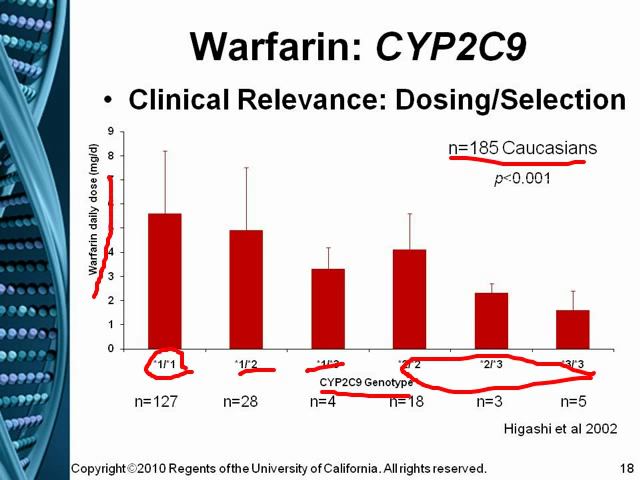 Warfarin: CYP2C9
• Clinical Relevance: Dosing/Selection
n=185 Caucasians
p<0.001
Warfarin daily dose (mg/d)
9
8
4
3
2
1
0
*1/*1
*1/*2
*1/*3
*2/*2
*2/*3
*3/*3
CYP2C9 Genotype
n=127
n=28
n=4
n=18
n=3
n=5
Higashi et al 2002
Copyright ©2010 Regents of the University of California. All rights reserved.
18